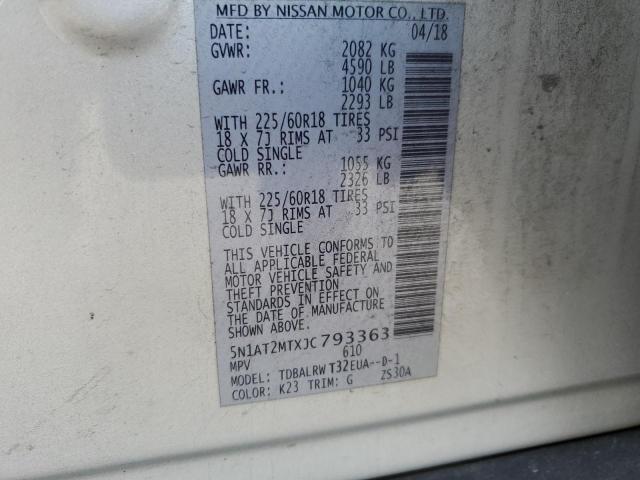 MFD BY NISSAN MOTOR CO., LTD.
DATE: 04/18
GVWR: 2082 KG
4590 LB
GAWR FR.: 1040 KG
2293 LB
WITH 225/60R18 TIRES
18 X 7J RIMS AT 33 PSI
COLD SINGLE
GAWR RR.: 1055 KG
2326 LB
WITH 225/60R18 TIRES
18 X 7J RIMS AT 33 PSI
COLD SINGLE
THIS VEHICLE CONFORMS TO
ALL APPLICABLE FEDERAL
MOTOR VEHICLE SAFETY AND
THEFT PREVENTION
STANDARDS IN EFFECT ON
THE DATE OF MANUFACTURE
SHOWN ABOVE.
5N1AT2MTXJC793363
MPV 610
MODEL: TDBALRW T32EUA--D-1
COLOR: K23 TRIM: G ZS30A